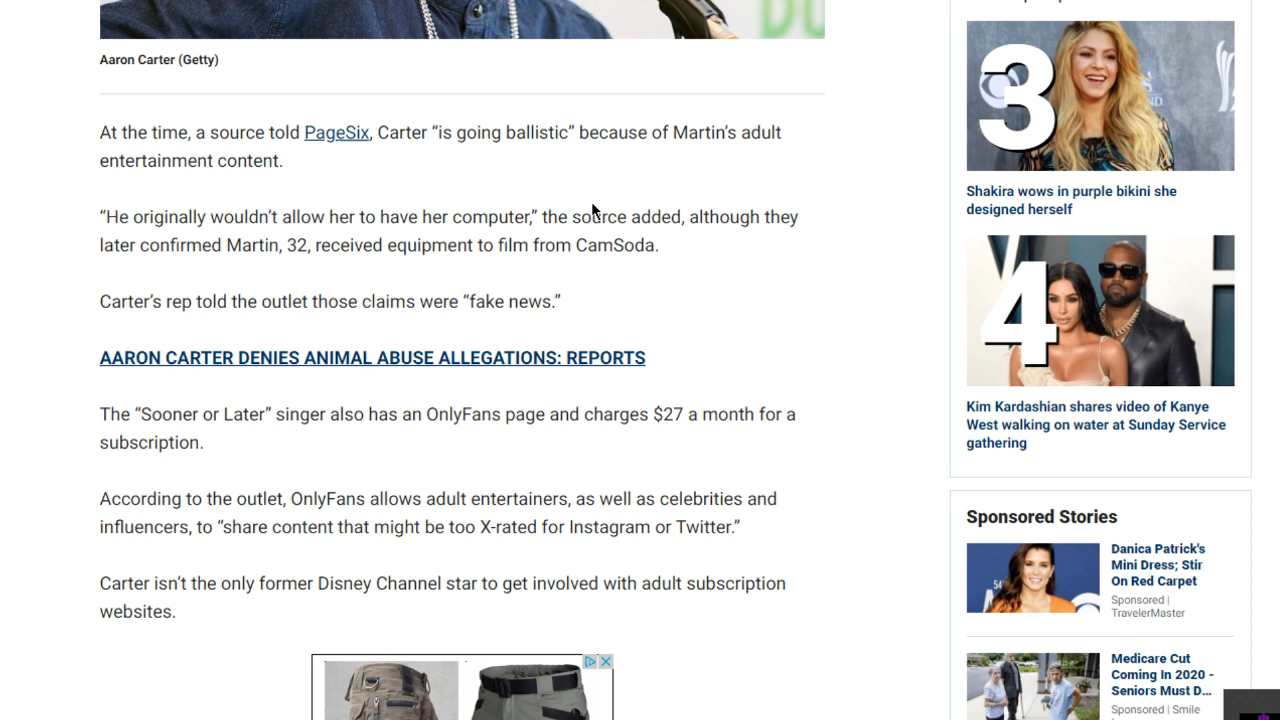 Aaron Carter (Getty)
At the time, a source told PageSix, Carter “is going ballistic” because of Martin’s adult
entertainment content.
“He originally wouldn’t allow her to have her computer,” the source added, although they
later confirmed Martin, 32, received equipment to film from CamSoda.
Carter’s rep told the outlet those claims were “fake news.”
AARON CARTER DENIES ANIMAL ABUSE ALLEGATIONS: REPORTS
The “Sooner or Later” singer also has an OnlyFans page and charges $27 a month for a
subscription.
According to the outlet, OnlyFans allows adult entertainers, as well as celebrities and
influencers, to “share content that might be too X-rated for Instagram or Twitter.”
Carter isn’t the only former Disney Channel star to get involved with adult subscription
websites.
3
Shakira wows in purple bikini she
designed herself
4
Kim Kardashian shares video of Kanye
West walking on water at Sunday Service
gathering
Sponsored Stories
Danica Patrick's
Mini Dress; Stir
On Red Carpet
Sponsored |
TravelerMaster
Medicare Cut
Coming In 2020 -
Seniors Must D...
Sponsored | Smile